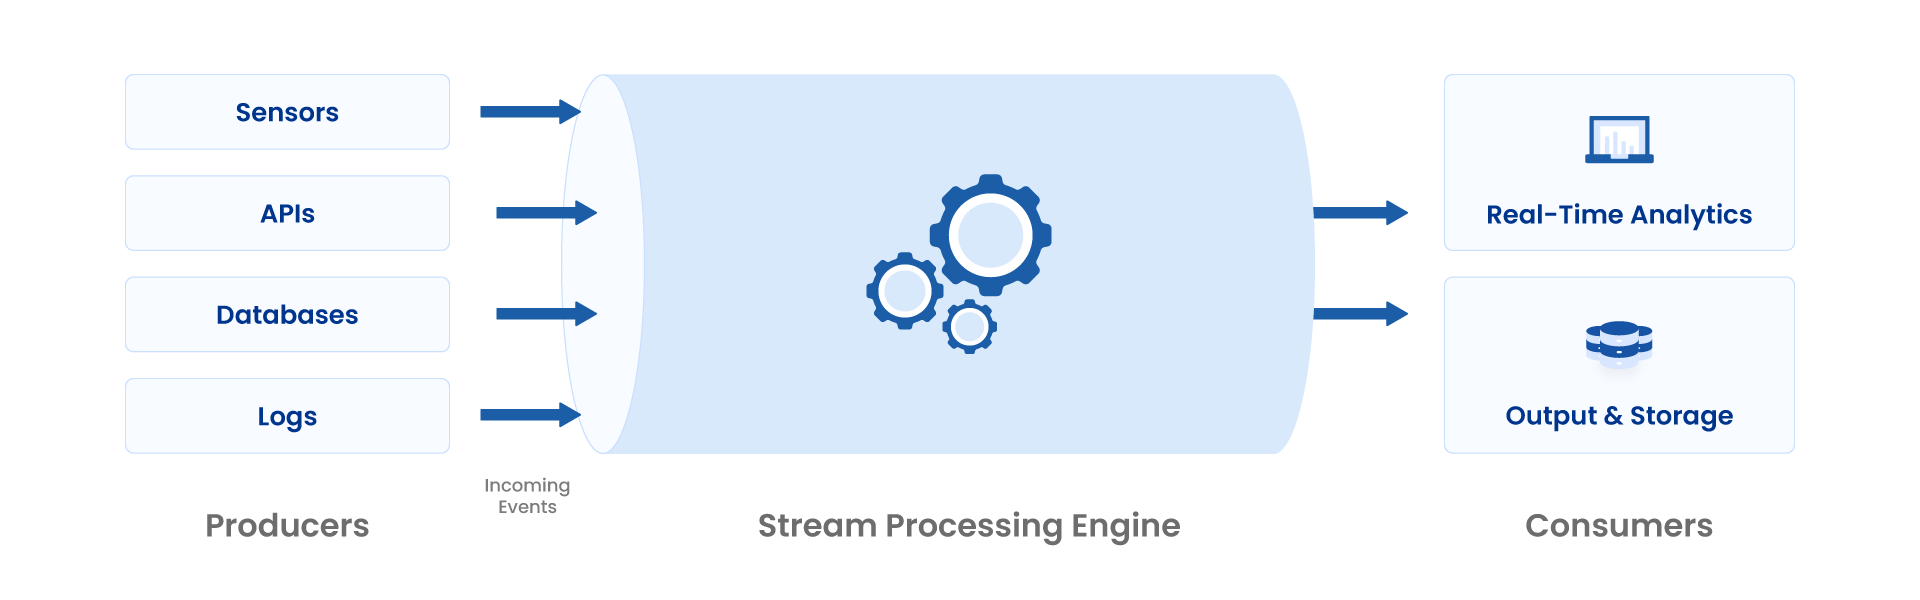 Sensors
APIs
Databases
Logs
Incoming
Events
Producers
Stream Processing Engine
Real-Time Analytics
Output & Storage
Consumers